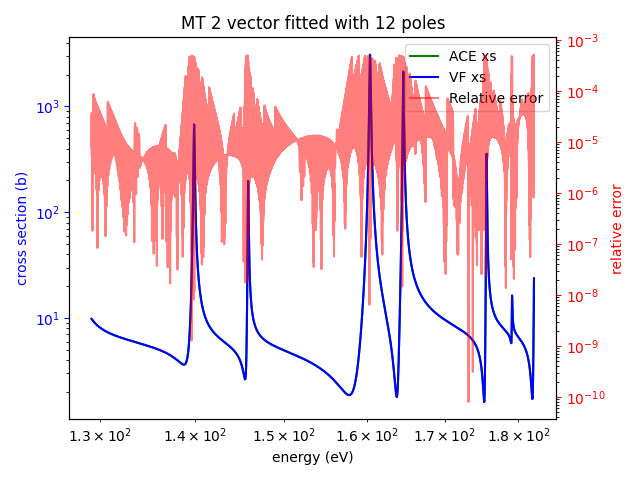 MT 2 vector fitted with 12 poles
ACE xs
VF xs
Relative error
cross section (b)
10³
10²
10¹
relative error
10⁻³
10⁻⁴
10⁻⁵
10⁻⁶
10⁻⁷
10⁻⁸
10⁻⁹
10⁻¹⁰
1.3 × 10² 1.4 × 10² 1.5 × 10² 1.6 × 10² 1.7 × 10² 1.8 × 10²
energy (eV)